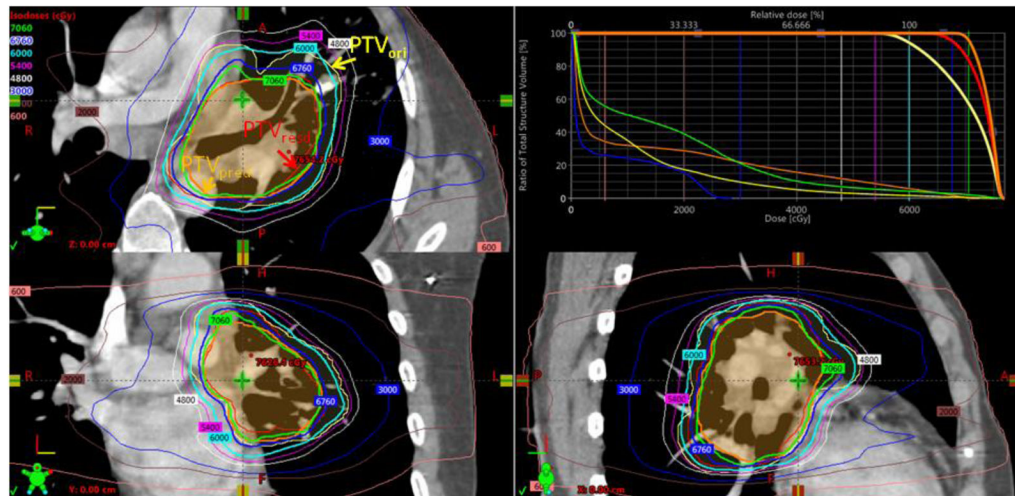 isodoses (cGy)
7060
6760
6000
5400
4800
3000
600
A
5400
4800
6000
PTVori
6760
7060
2000
R
L
3000
PTVresd
PTVpred
P
Z: 0.00 cm
600
Relative dose [%]
33.333
66.666
100
Ratio of Total Structure Volume [%]
100
80
60
40
20
0
0
2000
4000
6000
Dose [cGy]
H
600
7060
R
L
2000
4800
3000
5400
6760
6000
F
Y: 0.00 cm
H
6000
4800
7060
P
A
3000
5400
2000
6760
F
X: 0.00 cm